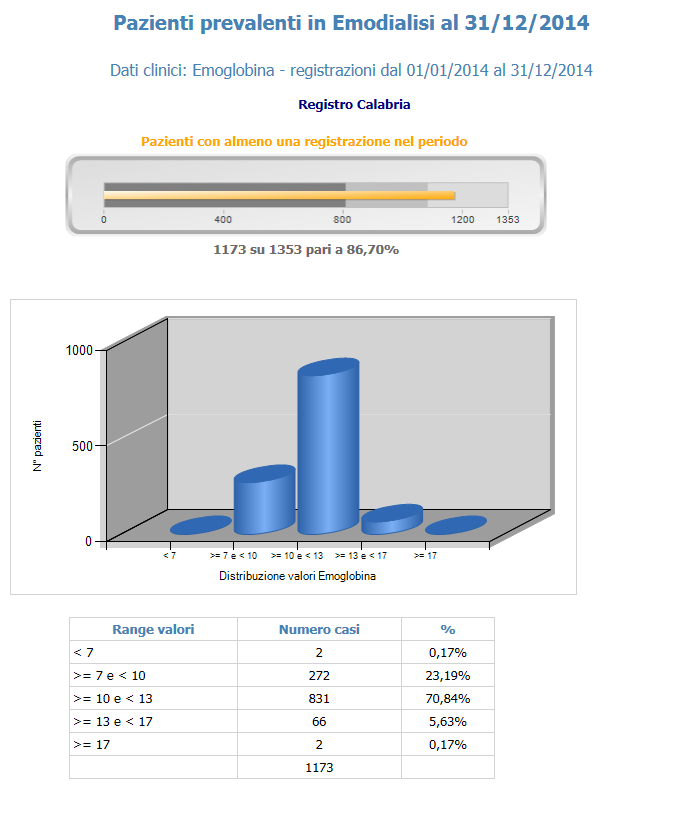 Pazienti prevalenti in Emodialisi al 31/12/2014
Dati clinici: Emoglobina - registrazioni dal 01/01/2014 al 31/12/2014
Registro Calabria
Pazienti con almeno una registrazione nel periodo
0 400 800 1200 1353
1173 su 1353 pari a 86,70%
1000
500
0
N° pazienti
< 7 >= 7 e < 10 >= 10 e < 13 >= 13 e < 17 >= 17
Distribuzione valori Emoglobina
Range valori Numero casi %
< 7 2 0,17%
>= 7 e < 10 272 23,19%
>= 10 e < 13 831 70,84%
>= 13 e < 17 66 5,63%
>= 17 2 0,17%
1173